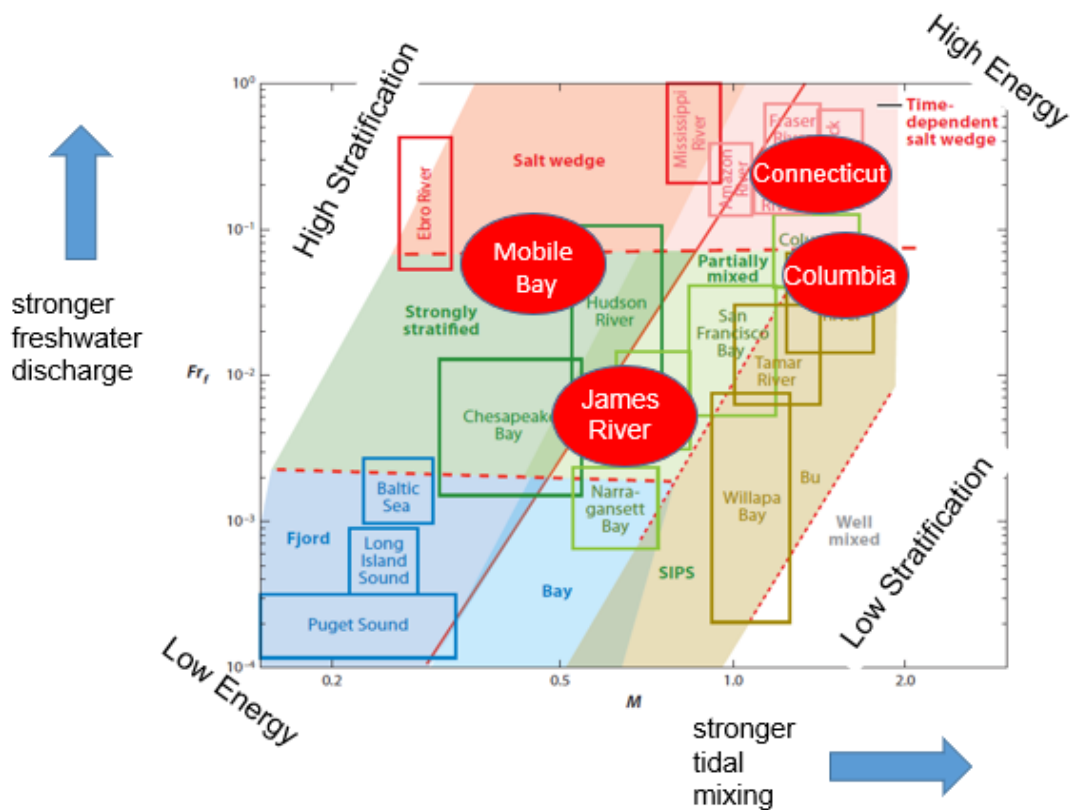 High Stratification
High Energy
stronger
freshwater
discharge
10⁰
10⁻¹
10⁻²
10⁻³
10⁻⁴
Fr_f
Ebro River
Salt wedge
Mississippi
River
Amazon
River
Fraser
Time-
dependent
salt wedge
Connecticut
Mobile
Bay
Strongly
stratified
Hudson
River
Partially
mixed
Columbia
San
Francisco
Bay
Tamar
River
Chesapeake
Bay
James
River
Baltic
Sea
Narra-
gansett
Bay
Willapa
Bay
Bu
Well
mixed
Fjord
Long
Island
Sound
Bay
SIPS
Puget Sound
Low Energy
Low Stratification
0.2
0.5
1.0
2.0
M
stronger
tidal
mixing